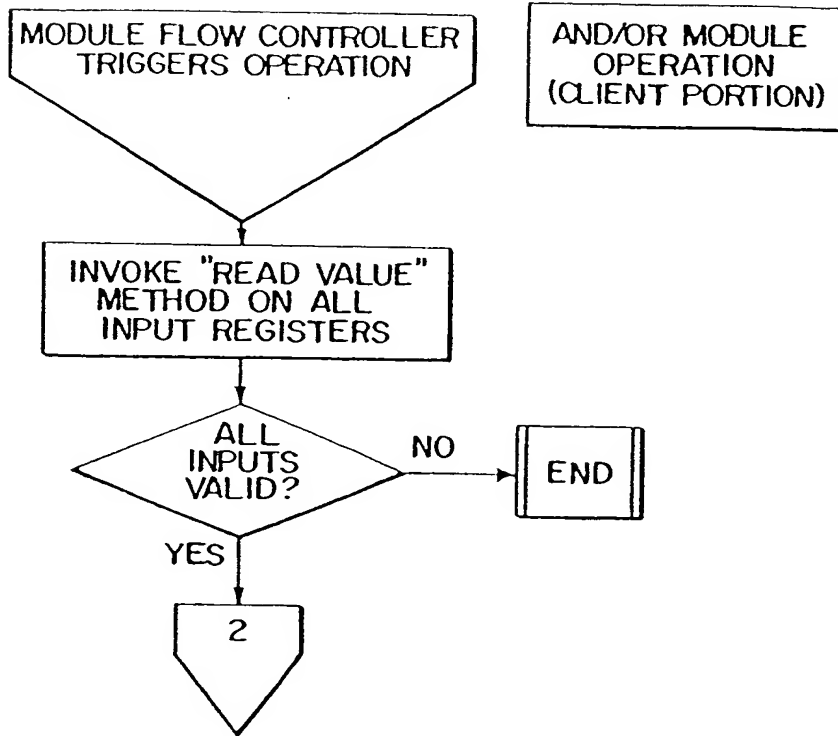 MODULE FLOW CONTROLLER
TRIGGERS OPERATION
AND/OR MODULE
OPERATION
(CLIENT PORTION)
INVOKE "READ VALUE"
METHOD ON ALL
INPUT REGISTERS
ALL
INPUTS
VALID?
NO
END
YES
2